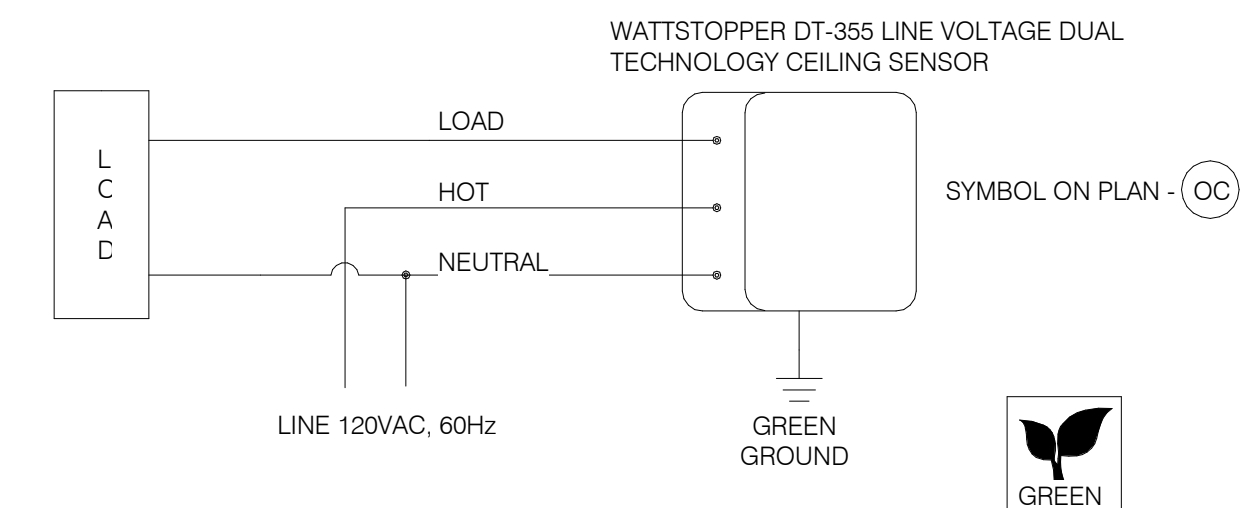 WATTSTOPPER DT-355 LINE VOLTAGE DUAL
TECHNOLOGY CEILING SENSOR
LOAD
LOAD
HOT
SYMBOL ON PLAN - OC
NEUTRAL
LINE 120VAC, 60Hz
GREEN
GROUND
GREEN